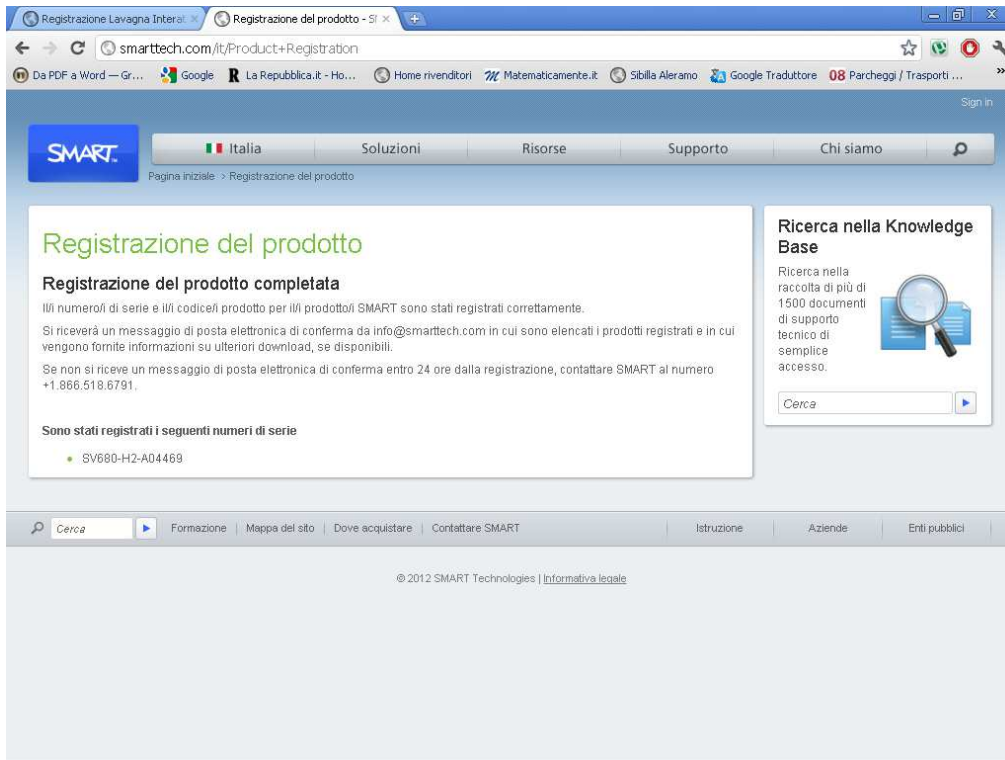 Registrazione Lavagna Interat
Registrazione del prodotto - S
smarttech.com/it/Product+Registration
Da PDF a Word — Gr...
Google
La Repubblica.it - Ho...
Home rivenditori
Matematicamente.it
Sibilla Aleramo
Google Traduttore
08 Parcheggi / Trasporti ...
»
Sign in
SMART™
Italia
Soluzioni
Risorse
Supporto
Chi siamo
Pagina iniziale > Registrazione del prodotto
Registrazione del prodotto
Registrazione del prodotto completata
Il/i numero/i di serie e il/i codice/i prodotto per il/i prodotto/i SMART sono stati registrati correttamente.
Si riceverà un messaggio di posta elettronica di conferma da info@smarttech.com in cui sono elencati i prodotti registrati e in cui
vengono fornite informazioni su ulteriori download, se disponibili.
Se non si riceve un messaggio di posta elettronica di conferma entro 24 ore dalla registrazione, contattare SMART al numero
+1.866.518.6791.
Sono stati registrati i seguenti numeri di serie
• SV680-H2-A04469
Ricerca nella Knowledge
Base
Ricerca nella
raccolta di più di
1500 documenti
di supporto
tecnico di
semplice
accesso.
Cerca
Cerca
Formazione | Mappa del sito | Dove acquistare | Contattare SMART
Istruzione
Aziende
Enti pubblici
© 2012 SMART Technologies | Informativa legale